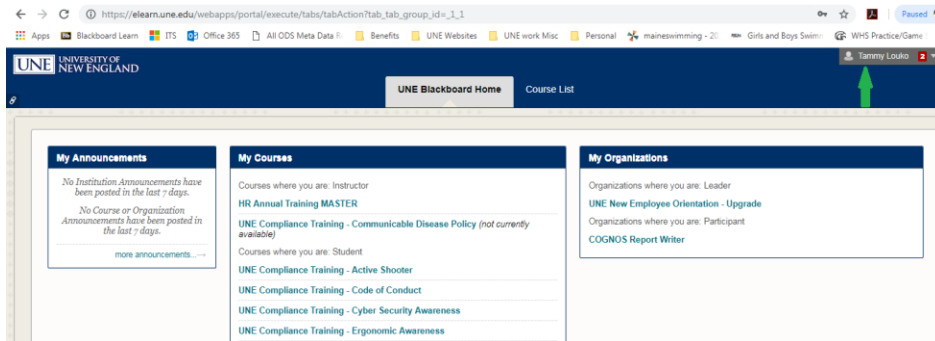 https://elearn.une.edu/webapps/portal/execute/tabs/tabAction?tab_tab_group_id=_1_1
Paused
Apps Blackboard Learn ITS Office 365 All ODS Meta Data R Benefits UNE Websites UNE work Misc Personal maineswimming - 20 Girls and Boys Swimm WHS Practice/Game
UNE UNIVERSITY OF
NEW ENGLAND
Tammy Louko 2
UNE Blackboard Home Course List
My Announcements
No Institution Announcements have
been posted in the last 7 days.
No Course or Organization
Announcements have been posted in
the last 7 days.
more announcements...→
My Courses
Courses where you are: Instructor
HR Annual Training MASTER
UNE Compliance Training - Communicable Disease Policy (not currently
available)
Courses where you are: Student
UNE Compliance Training - Active Shooter
UNE Compliance Training - Code of Conduct
UNE Compliance Training - Cyber Security Awareness
UNE Compliance Training - Ergonomic Awareness
My Organizations
Organizations where you are: Leader
UNE New Employee Orientation - Upgrade
Organizations where you are: Participant
COGNOS Report Writer